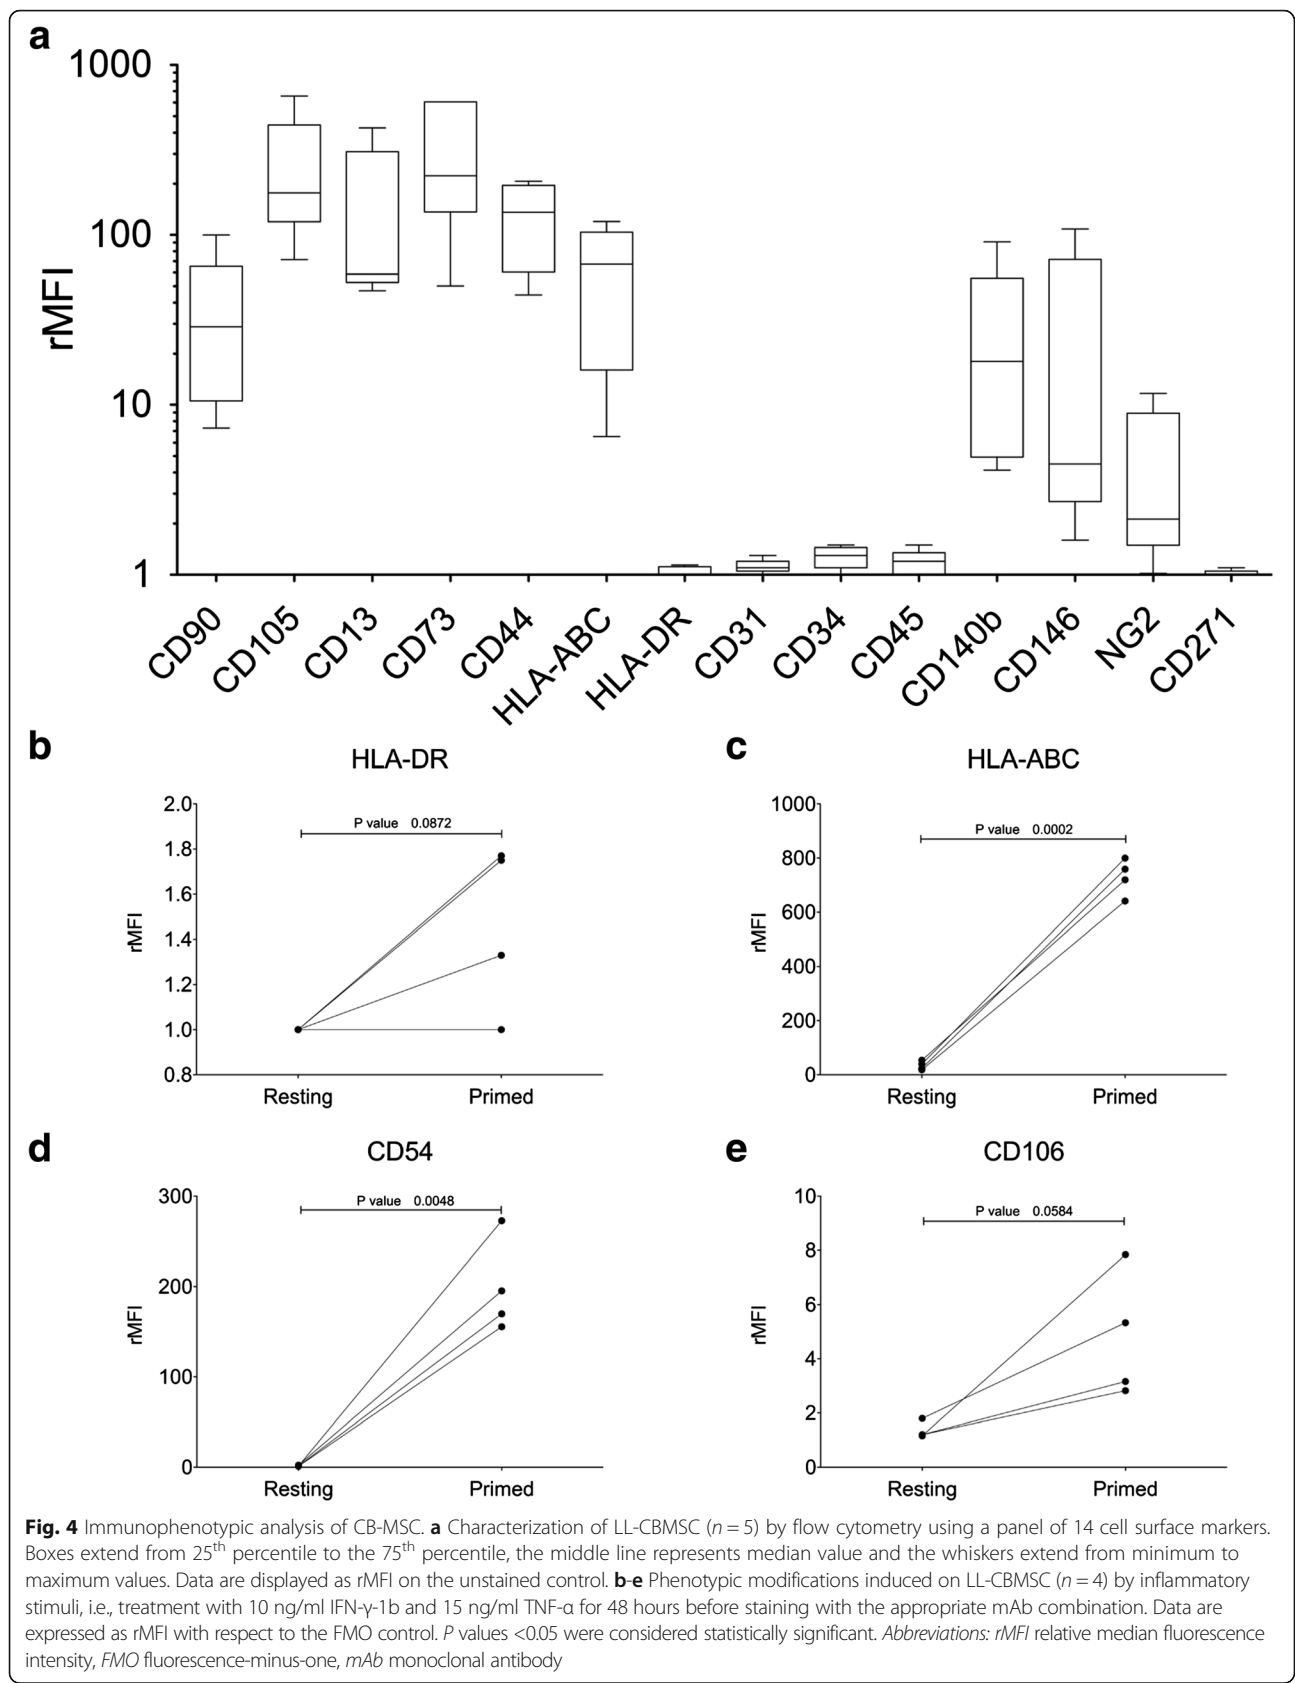 a
1000
100
10
1
rMFI
CD90
CD105
CD13
CD73
CD44
HLA-ABC
HLA-DR
CD31
CD34
CD45
CD140b
CD146
NG2
CD271
b
HLA-DR
2.0
1.8
1.6
1.4
1.2
1.0
0.8
rMFI
P value 0.0872
Resting Primed
c
HLA-ABC
1000
800
600
400
200
0
rMFI
P value 0.0002
Resting Primed
d
CD54
300
200
100
0
rMFI
P value 0.0048
Resting Primed
e
CD106
10
8
6
4
2
0
rMFI
P value 0.0584
Resting Primed
Fig. 4 Immunophenotypic analysis of CB-MSC. a Characterization of LL-CBMSC (n = 5) by flow cytometry using a panel of 14 cell surface markers.
Boxes extend from 25th percentile to the 75th percentile, the middle line represents median value and the whiskers extend from minimum to
maximum values. Data are displayed as rMFI on the unstained control. b-e Phenotypic modifications induced on LL-CBMSC (n = 4) by inflammatory
stimuli, i.e., treatment with 10 ng/ml IFN-γ-1b and 15 ng/ml TNF-α for 48 hours before staining with the appropriate mAb combination. Data are
expressed as rMFI with respect to the FMO control. P values <0.05 were considered statistically significant. Abbreviations: rMFI relative median fluorescence
intensity, FMO fluorescence-minus-one, mAb monoclonal antibody